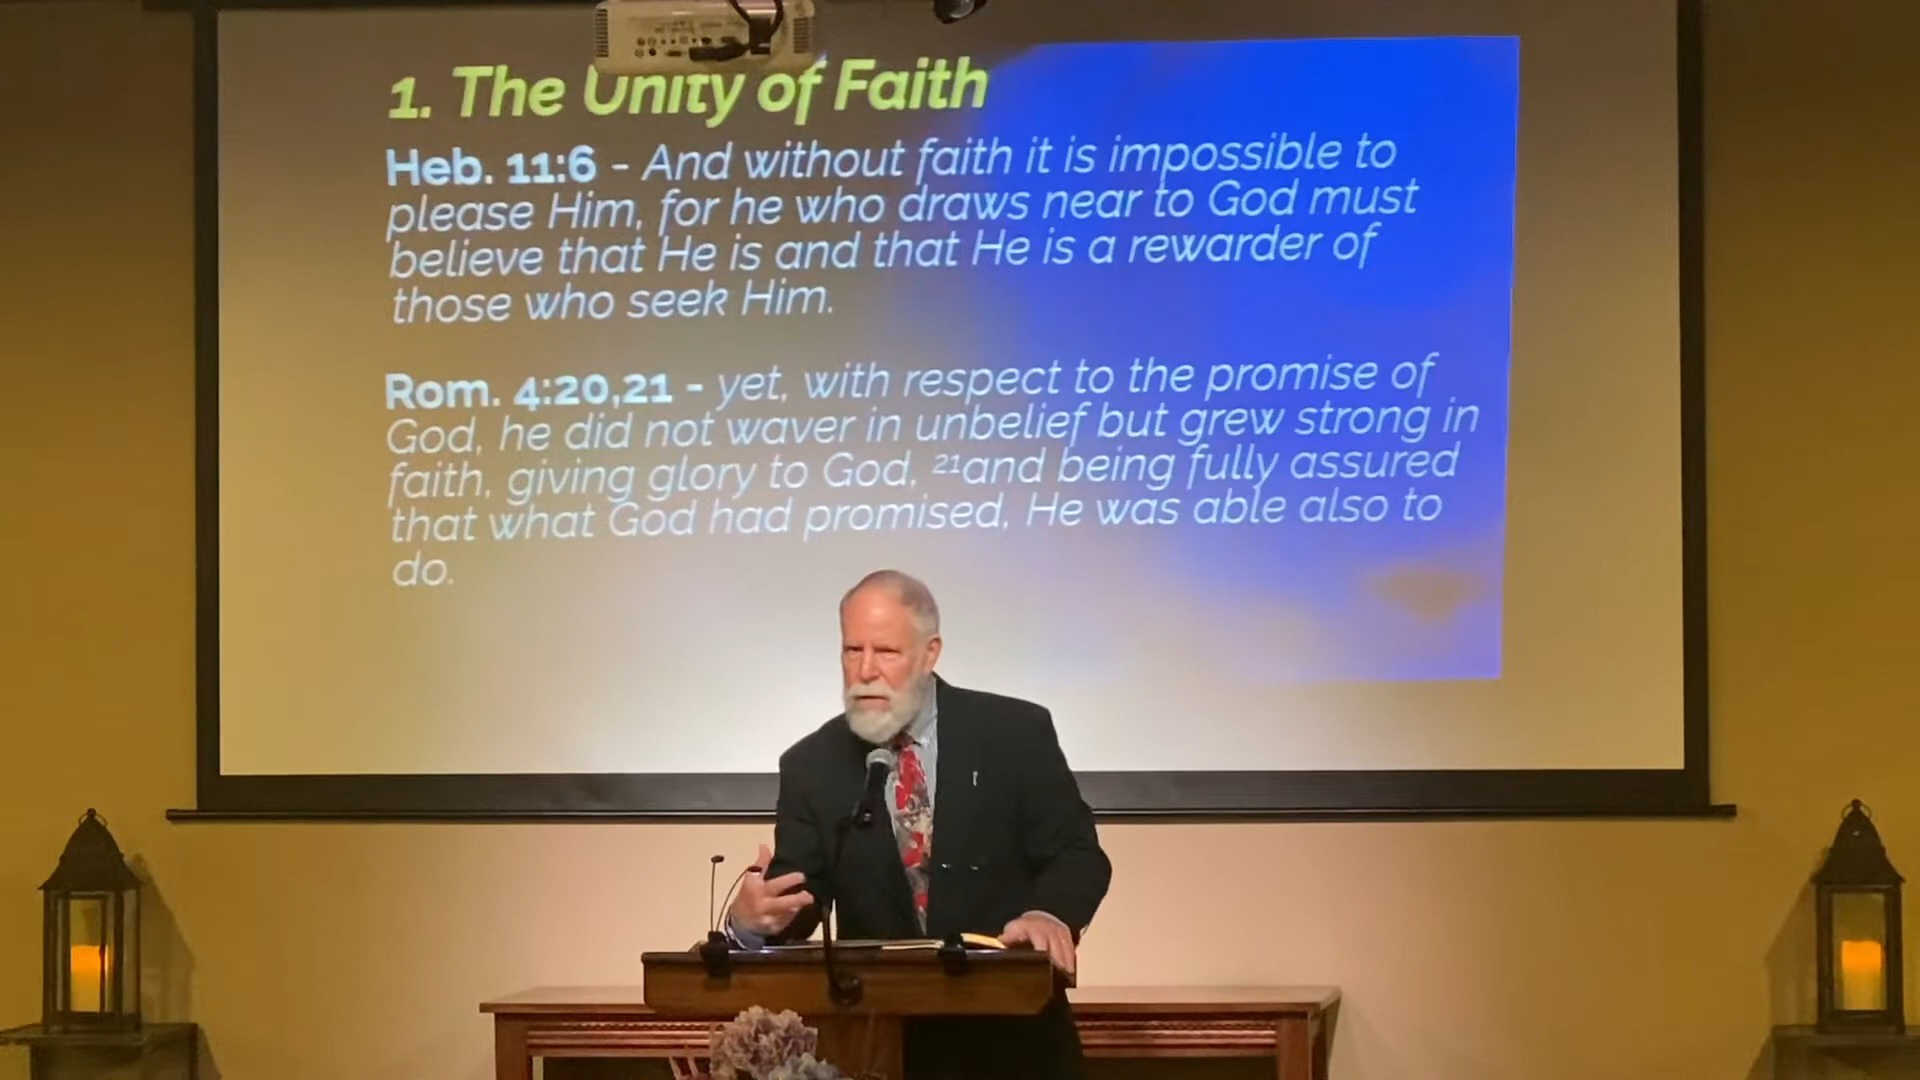 1. The Unity of Faith
Heb. 11:6 - And without faith it is impossible to
please Him, for he who draws near to God must
believe that He is and that He is a rewarder of
those who seek Him.
Rom. 4:20,21 - yet, with respect to the promise of
God, he did not waver in unbelief but grew strong in
faith, giving glory to God, ²¹and being fully assured
that what God had promised, He was able also to
do.